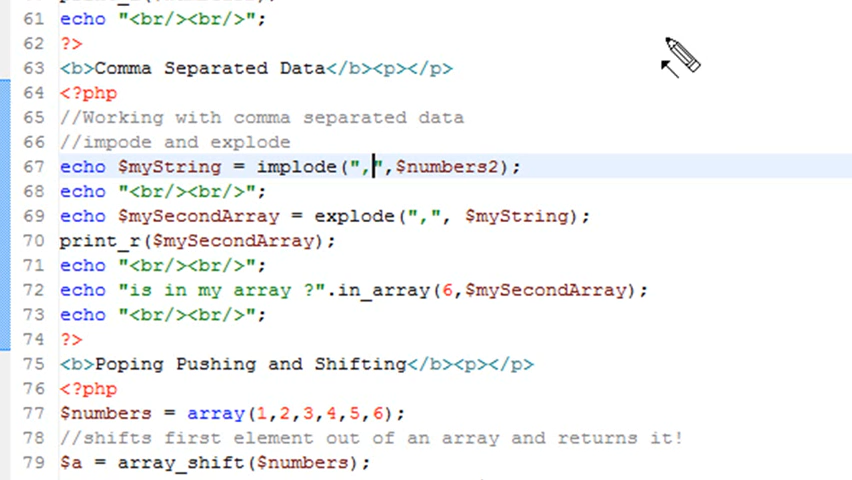 61 echo "<br/><br/>";
62 ?>
63 <b>Comma Separated Data</b><p></p>
64 <?php
65 //Working with comma separated data
66 //impode and explode
67 echo $myString = implode(",",$numbers2);
68 echo "<br/><br/>";
69 echo $mySecondArray = explode(",", $myString);
70 print_r($mySecondArray);
71 echo "<br/><br/>";
72 echo "is in my array ?".in_array(6,$mySecondArray);
73 echo "<br/><br/>";
74 ?>
75 <b>Poping Pushing and Shifting</b><p></p>
76 <?php
77 $numbers = array(1,2,3,4,5,6);
78 //shifts first element out of an array and returns it!
79 $a = array_shift($numbers);